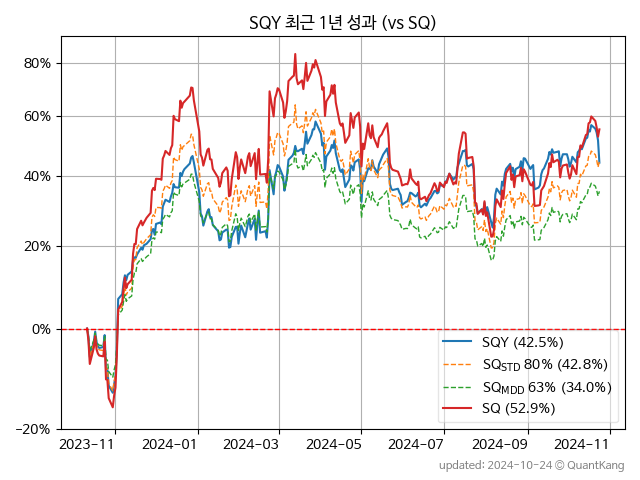 SQY 최근 1년 성과 (vs SQ)
80%
60%
40%
20%
0%
−20%
2023−11
2024−01
2024−03
2024−05
2024−07
2024−09
2024−11
SQY (42.5%)
SQSTD 80% (42.8%)
SQMDD 63% (34.0%)
SQ (52.9%)
updated: 2024−10−24 © QuantKang